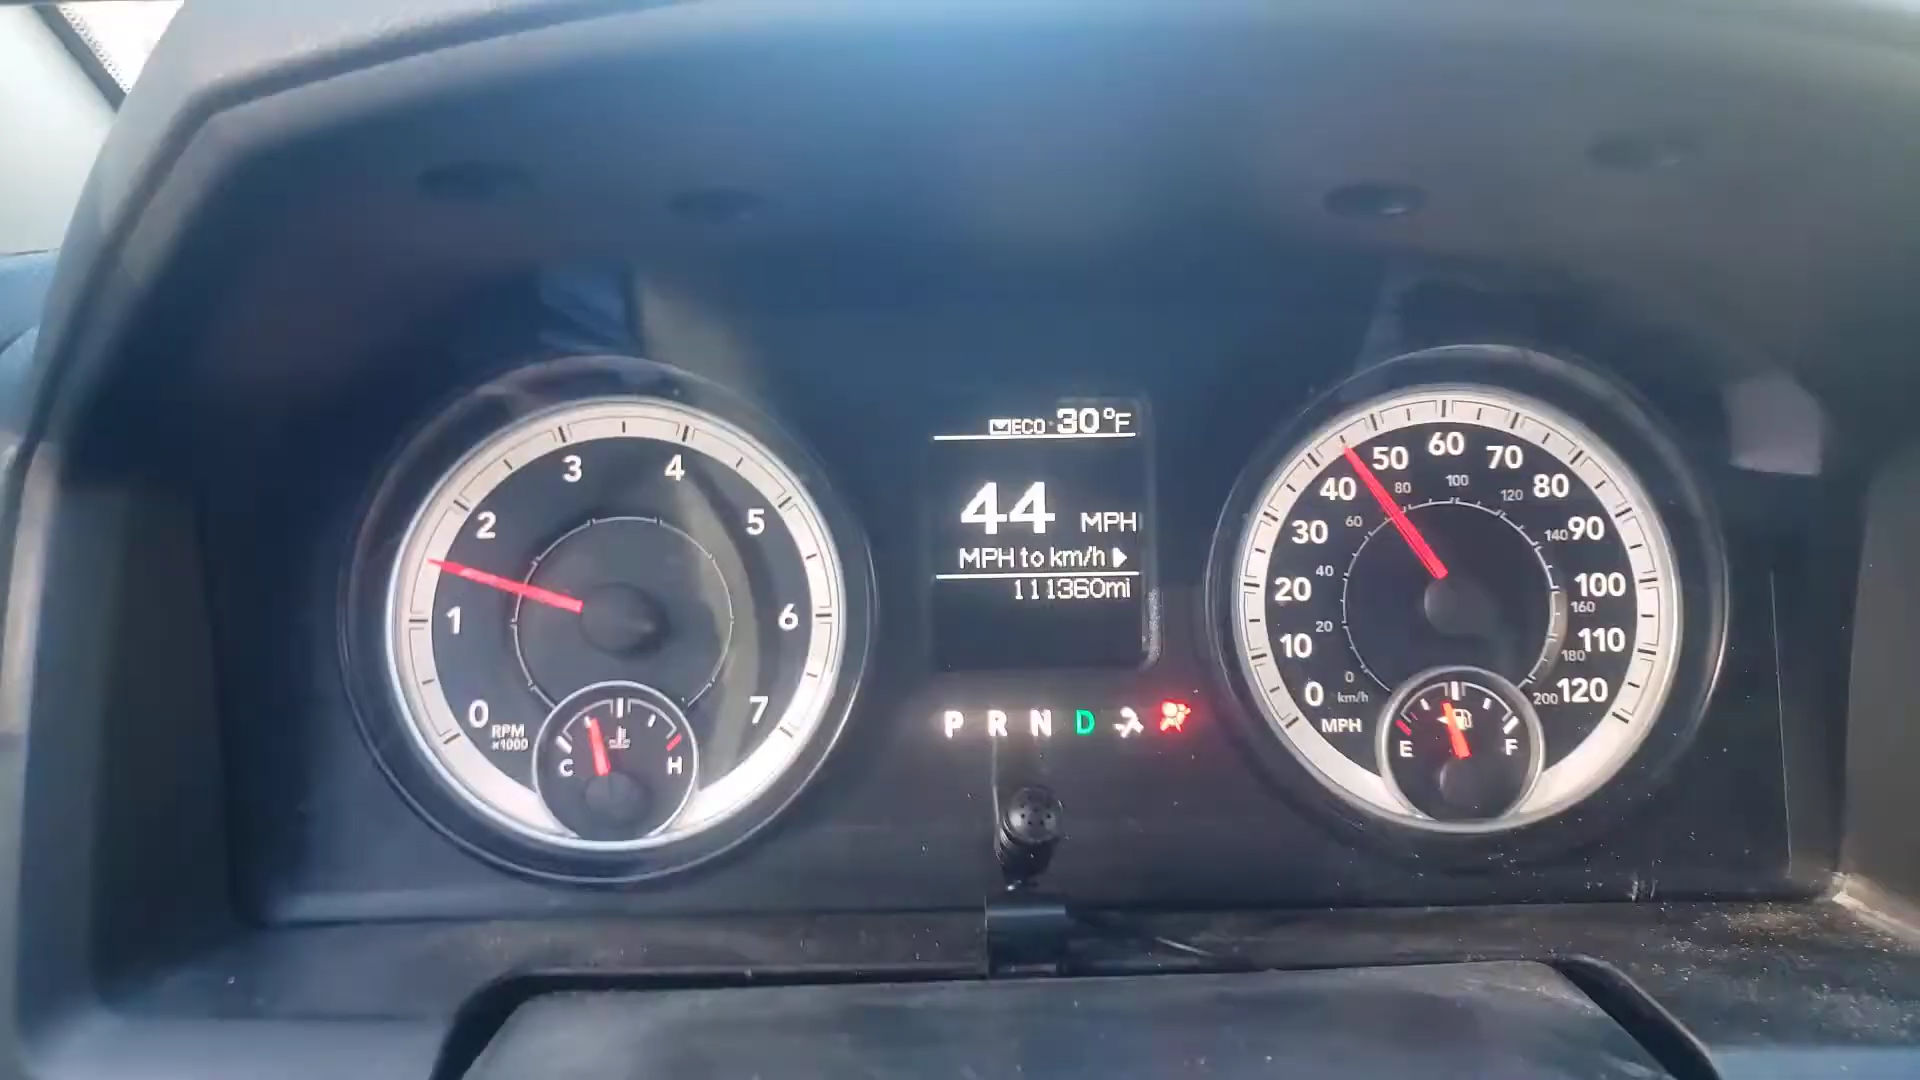 ECO 30°F
44 MPH
MPH to km/h
111360mi
P R N D
0 1 2 3 4 5 6 7
RPM
x1000
C H
0 10 20 30 40 50 60 70 80 90 100 110 120
MPH
0 20 40 60 80 100 120 140 160 180 200
km/h
E F